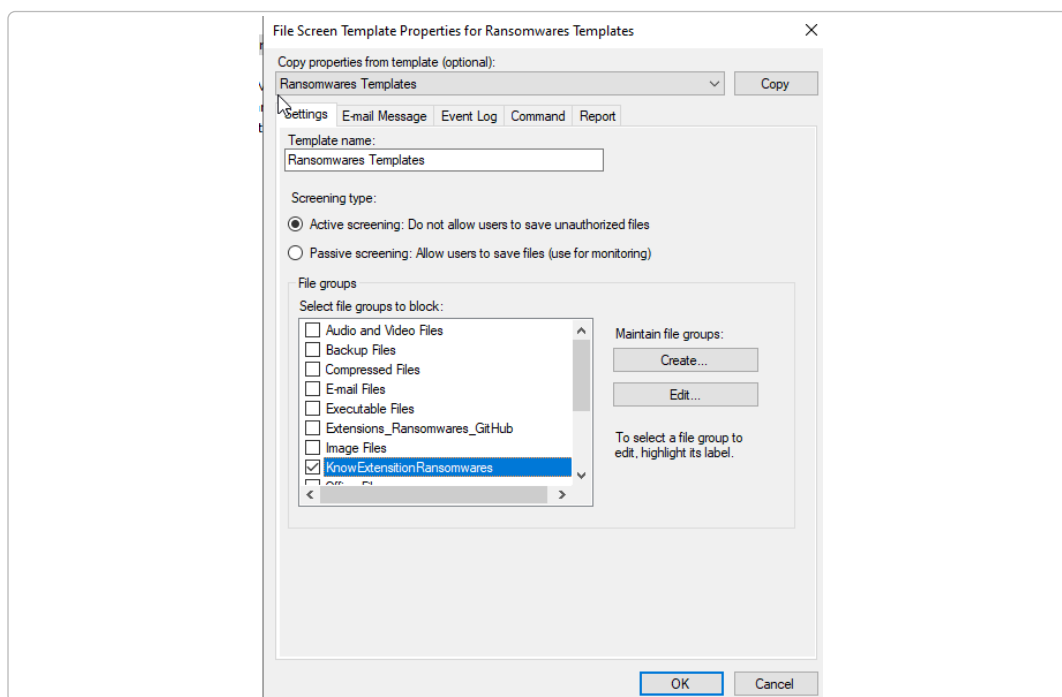 File Screen Template Properties for Ransomwares Templates
Copy properties from template (optional):
Ransomwares Templates
Copy
Settings E-mail Message Event Log Command Report
Template name:
Ransomwares Templates
Screening type:
Active screening: Do not allow users to save unauthorized files
Passive screening: Allow users to save files (use for monitoring)
File groups
Select file groups to block:
Audio and Video Files
Backup Files
Compressed Files
E-mail Files
Executable Files
Extensions_Ransomwares_GitHub
Image Files
KnowExtensitionRansomwares
Maintain file groups:
Create...
Edit...
To select a file group to
edit, highlight its label.
OK Cancel